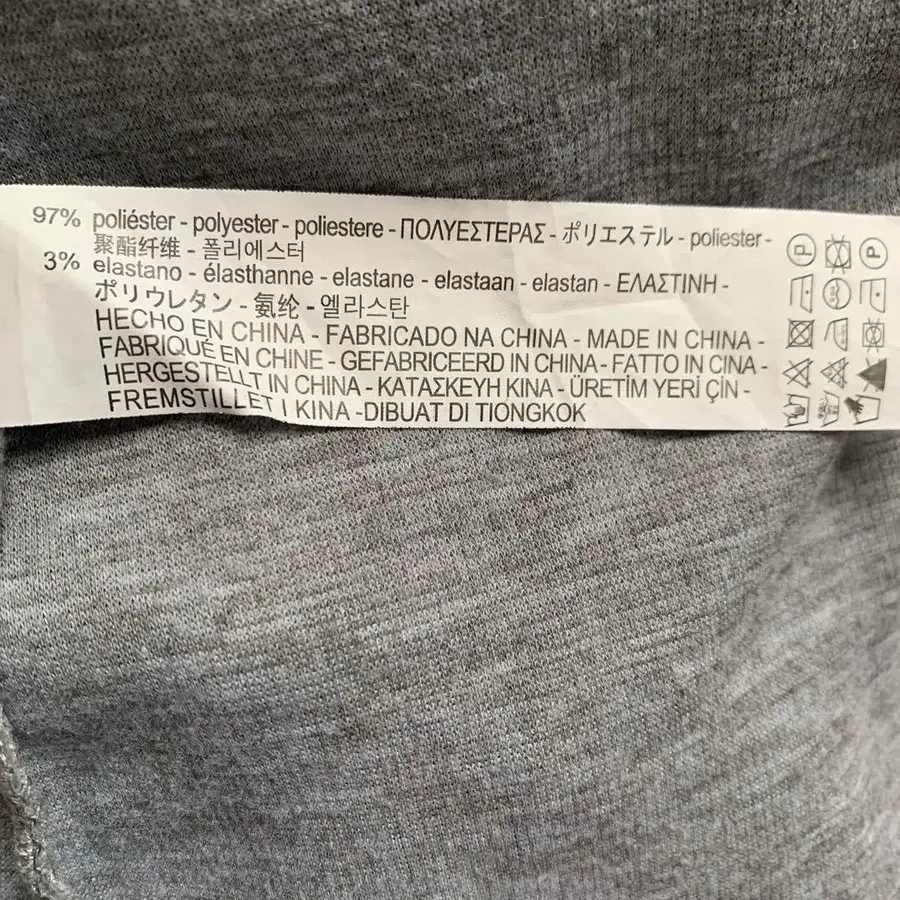 97% poliéster - polyester - poliestere - ΠΟΛΥΕΣΤΕΡΑΣ - ポリエステル - poliester -
聚酯纤维 - 폴리에스터
3% elastano - élasthanne - elastane - elastaan - elastan - ΕΛΑΣΤΙΝΗ -
ポリウレタン - 氨纶 - 엘라스탄
HECHO EN CHINA - FABRICADO NA CHINA - MADE IN CHINA -
FABRIQUÉ EN CHINE - GEFABRICEERD IN CHINA - FATTO IN CINA -
HERGESTELLT IN CHINA - ΚΑΤΑΣΚΕΥΗ ΚΙΝΑ - ÜRETİM YERİ ÇİN -
FREMSTILLET I KINA -DIBUAT DI TIONGKOK
P P